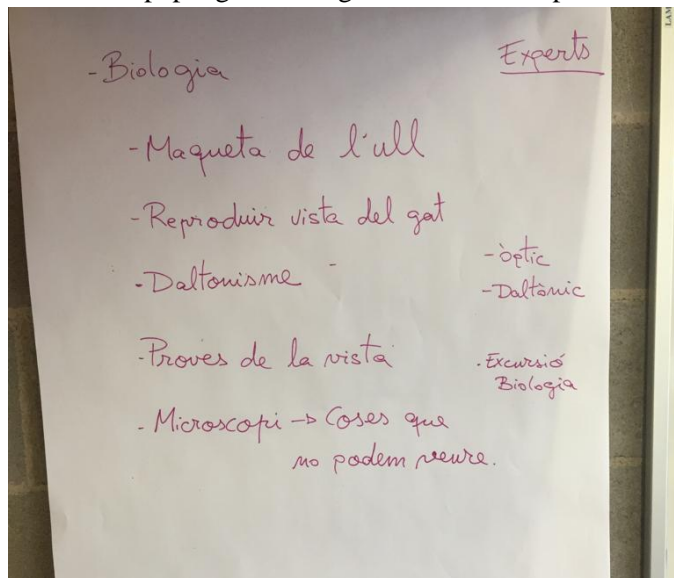 -Biologia
Experts
-Maqueta de l'ull
-Reproduir vista del gat
-Daltonisme -
-òptic
-Daltònic
-Proves de la vista
-Excursió
Biologia
-Microscopi → Coses que
no podem veure.
LAM